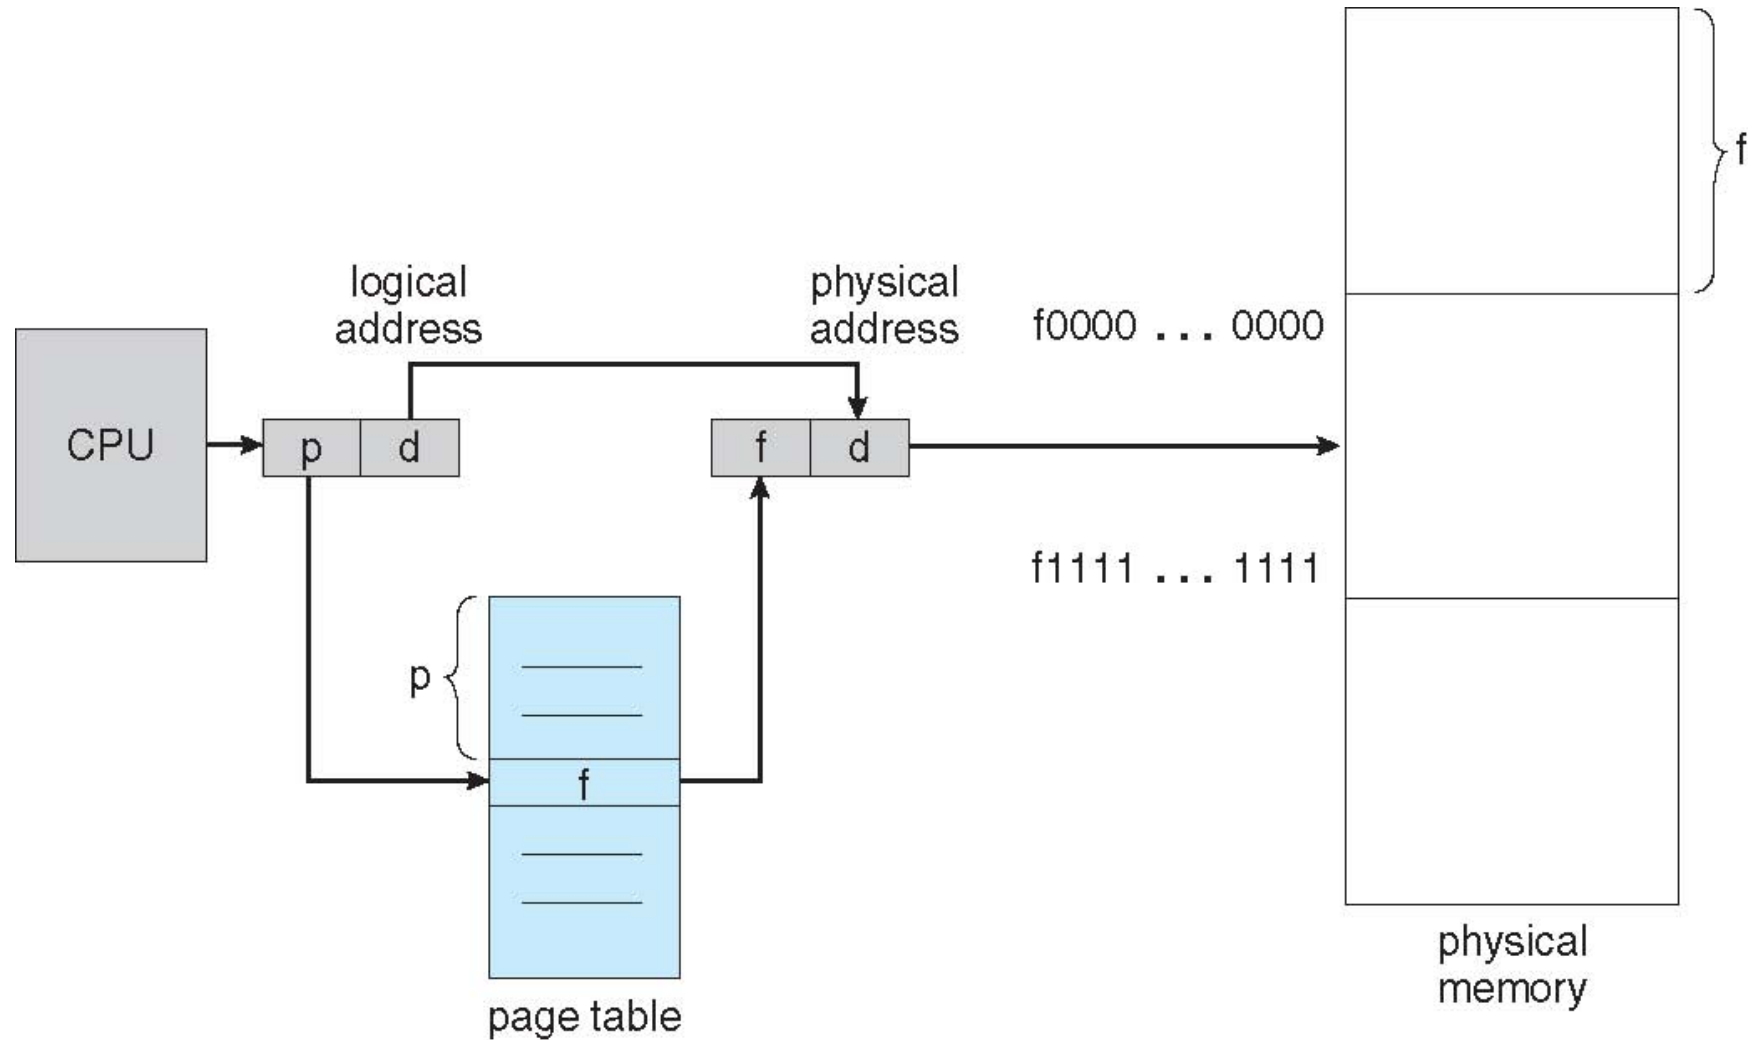 f
logical
address
physical
address
f0000 ... 0000
CPU
p
d
f
d
f1111 ... 1111
p
f
physical
memory
page table